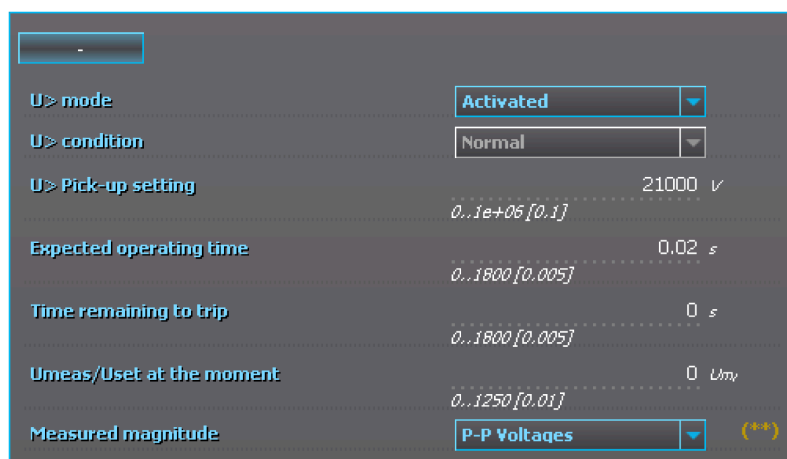 -
U> mode Activated
U> condition Normal
U> Pick-up setting 21000 V
0..1e+06 [0.1]
Expected operating time 0.02 s
0..1800 [0.005]
Time remaining to trip 0 s
0..1800 [0.005]
Umeas/Uset at the moment 0 Um/
0..1250 [0.01]
Measured magnitude P-P Voltages (**)